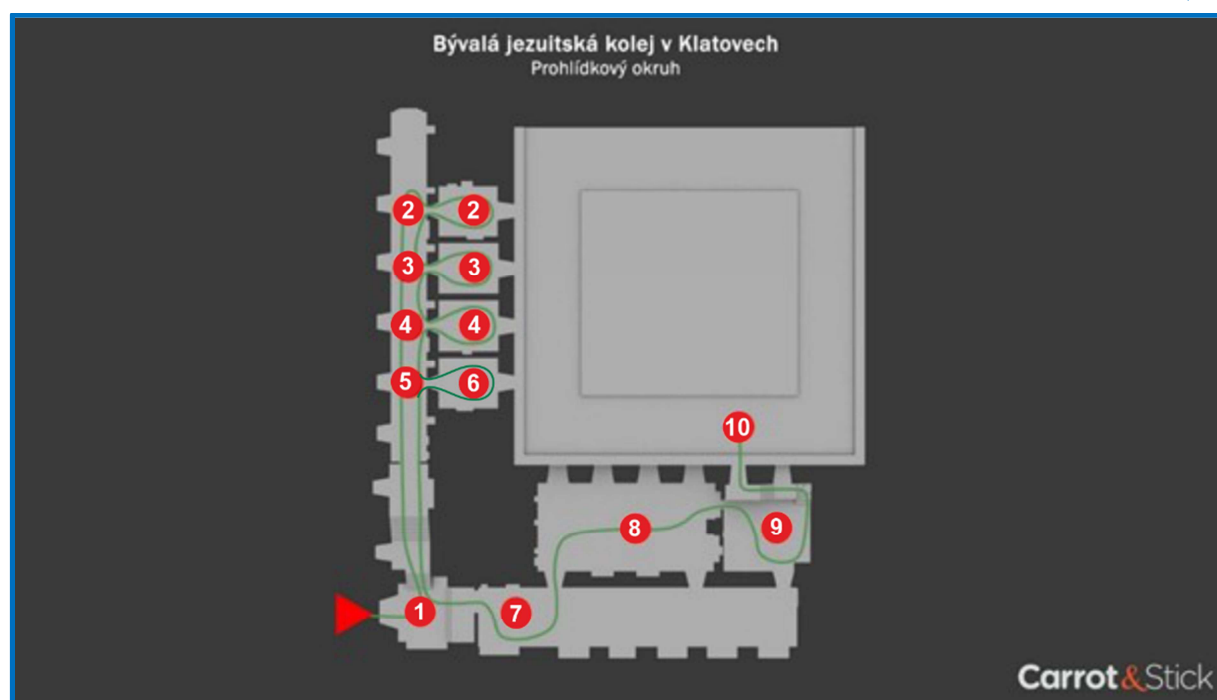 Bývalá jezuitská kolej v Klatovech
Prohlídkový okruh
2 2
3 3
4 4
5 6
10
8 9
1 7
Carrot&Stick